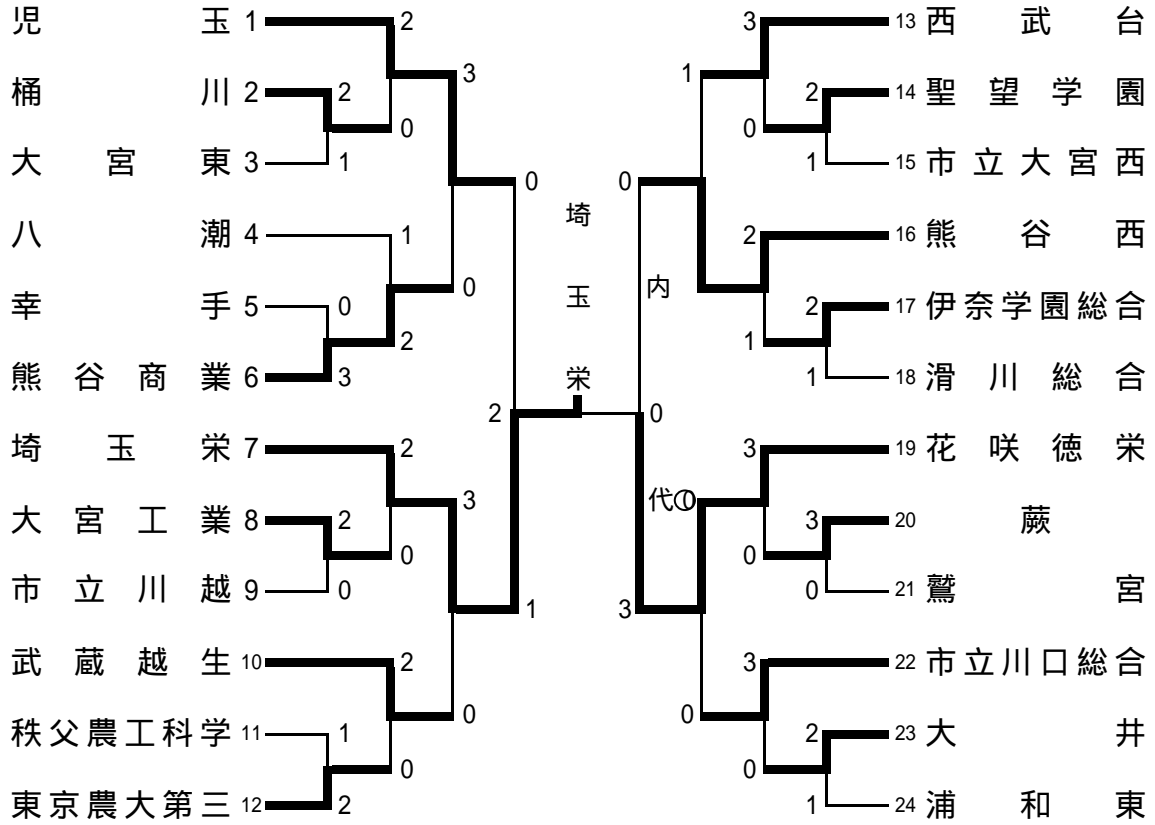 児玉 1 2 3 西武台 13
桶川 2 2 1 2 聖望学園 14
0 0
大宮東 3 1 1 市立大宮西 15
0 埼 0
八潮 4 1 2 熊谷西 16
0 玉 内
幸手 5 0 2 伊奈学園総合 17
2 1
熊谷商業 6 3 栄 1 滑川総合 18
2 0
埼玉栄 7 2 3 花咲徳栄 19
3 代①0
大宮工業 8 2 3 蕨 20
0 0
市立川越 9 0 0 鷲宮 21
1 3
武蔵越生 10 2 3 市立川口総合 22
0 0
秩父農工科学 11 1 2 大井 23
0 0
東京農大第三 12 2 1 浦和東 24